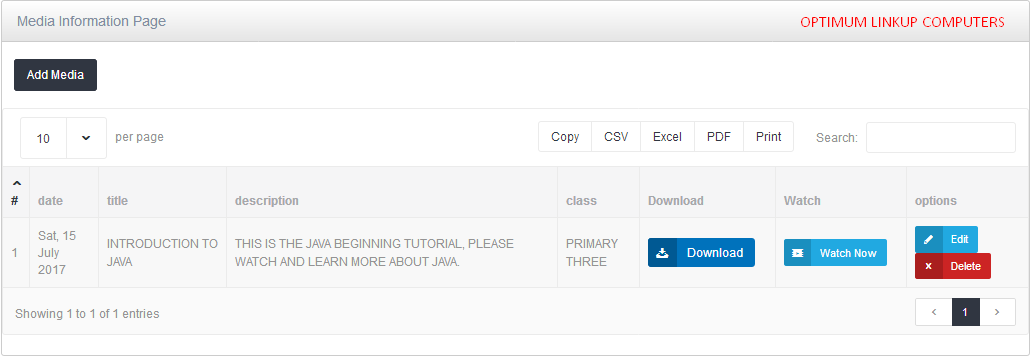 Media Information Page
OPTIMUM LINKUP COMPUTERS
Add Media
10
per page
Copy CSV Excel PDF Print
Search:
# date title description class Download Watch options
1
Sat, 15
July
2017
INTRODUCTION TO
JAVA
THIS IS THE JAVA BEGINNING TUTORIAL, PLEASE
WATCH AND LEARN MORE ABOUT JAVA.
PRIMARY
THREE
Download
Watch Now
Edit
Delete
Showing 1 to 1 of 1 entries
1